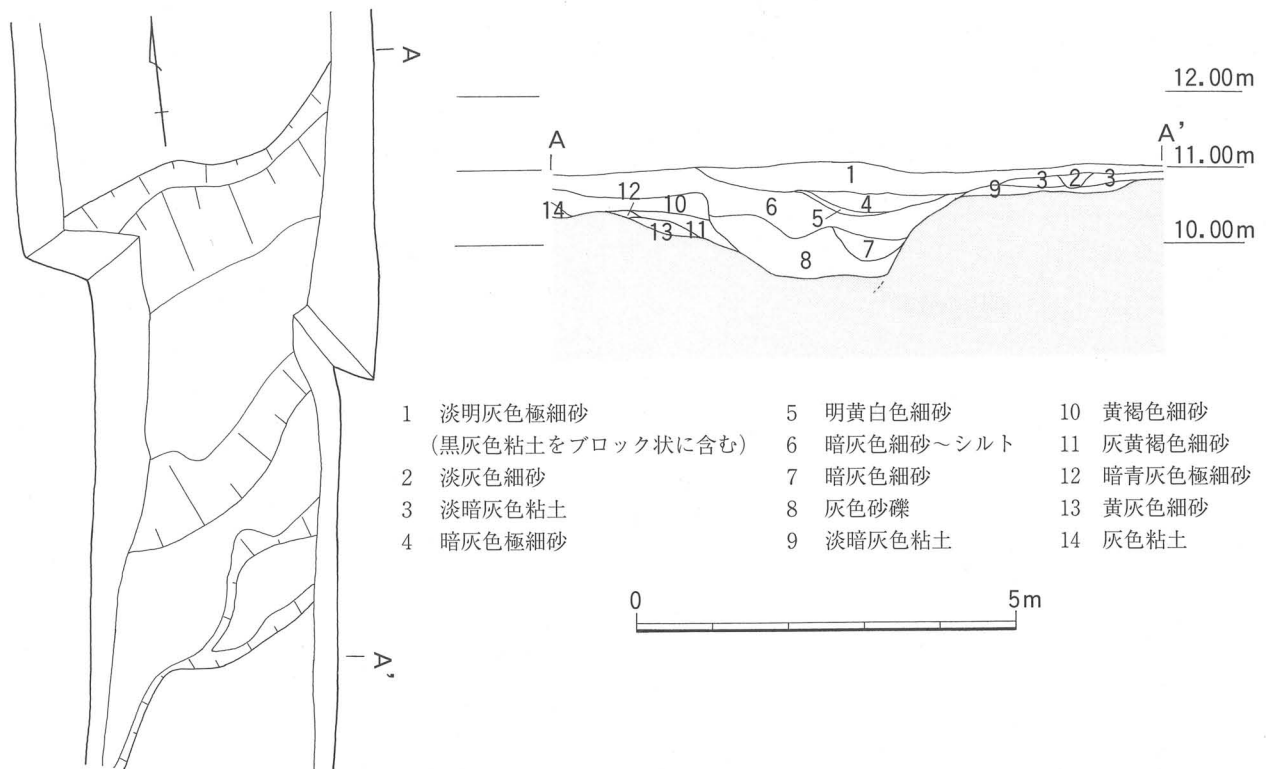 A
A'
12.00m
11.00m
10.00m
A
A'
1
2
3
3
4
5
6
7
8
9
10
11
12
13
14
1 淡明灰色極細砂
(黒灰色粘土をブロック状に含む)
2 淡灰色細砂
3 淡暗灰色粘土
4 暗灰色極細砂
5 明黄白色細砂
6 暗灰色細砂～シルト
7 暗灰色細砂
8 灰色砂礫
9 淡暗灰色粘土
10 黄褐色細砂
11 灰黄褐色細砂
12 暗青灰色極細砂
13 黄灰色細砂
14 灰色粘土
0 5m